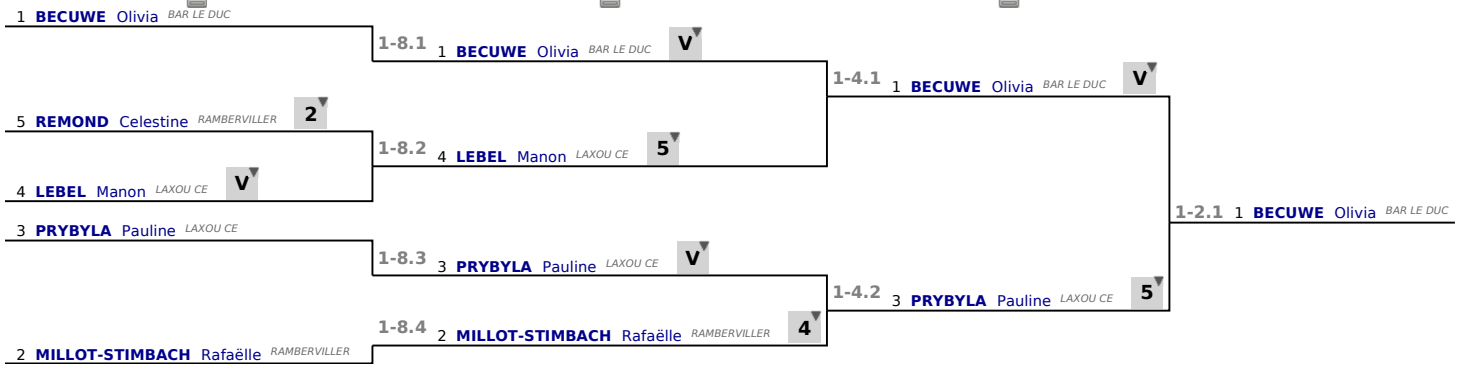 1 BECUWE Olivia BAR LE DUC
5 REMOND Celestine RAMBERVILLER 2
4 LEBEL Manon LAXOU CE V
3 PRYBYLA Pauline LAXOU CE
2 MILLOT-STIMBACH Rafaëlle RAMBERVILLER
1-8.1 1 BECUWE Olivia BAR LE DUC V
1-8.2 4 LEBEL Manon LAXOU CE 5
1-8.3 3 PRYBYLA Pauline LAXOU CE V
1-8.4 2 MILLOT-STIMBACH Rafaëlle RAMBERVILLER 4
1-4.1 1 BECUWE Olivia BAR LE DUC V
1-4.2 3 PRYBYLA Pauline LAXOU CE 5
1-2.1 1 BECUWE Olivia BAR LE DUC